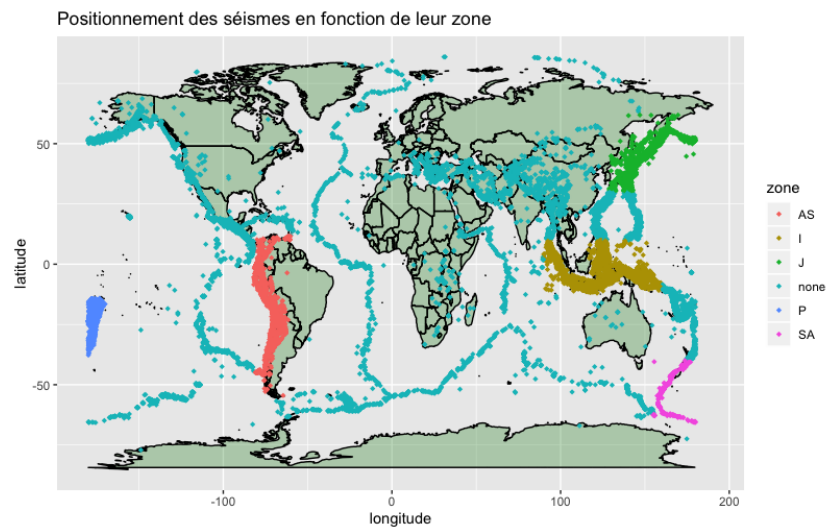 Positionnement des séismes en fonction de leur zone
latitude
50
0
-50
-100
0
100
200
longitude
zone
AS
I
J
none
P
SA